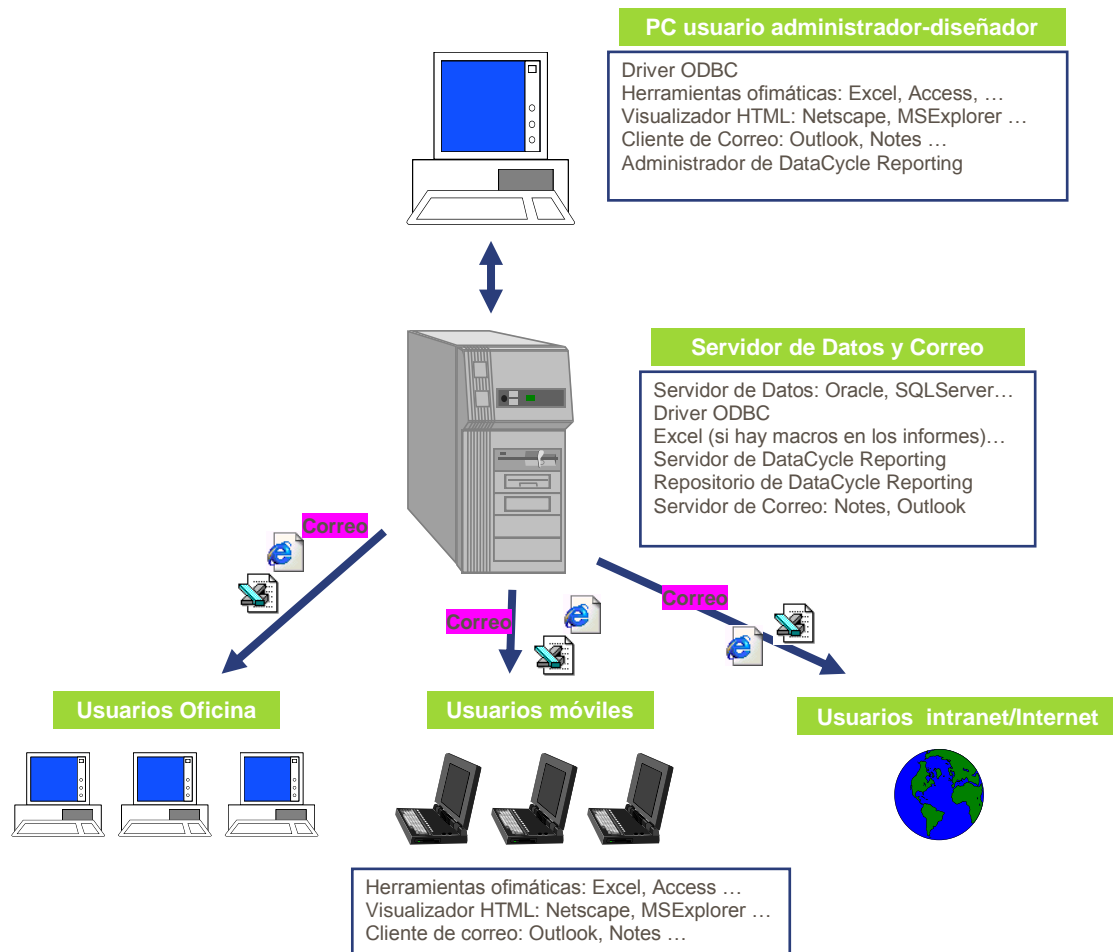 PC usuario administrador-diseñador
Driver ODBC
Herramientas ofimáticas: Excel, Access, …
Visualizador HTML: Netscape, MSExplorer …
Cliente de Correo: Outlook, Notes …
Administrador de DataCycle Reporting
Servidor de Datos y Correo
Servidor de Datos: Oracle, SQLServer…
Driver ODBC
Excel (si hay macros en los informes)…
Servidor de DataCycle Reporting
Repositorio de DataCycle Reporting
Servidor de Correo: Notes, Outlook
Correo
Correo
Correo
Usuarios Oficina
Usuarios móviles
Usuarios intranet/Internet
Herramientas ofimáticas: Excel, Access …
Visualizador HTML: Netscape, MSExplorer …
Cliente de correo: Outlook, Notes …